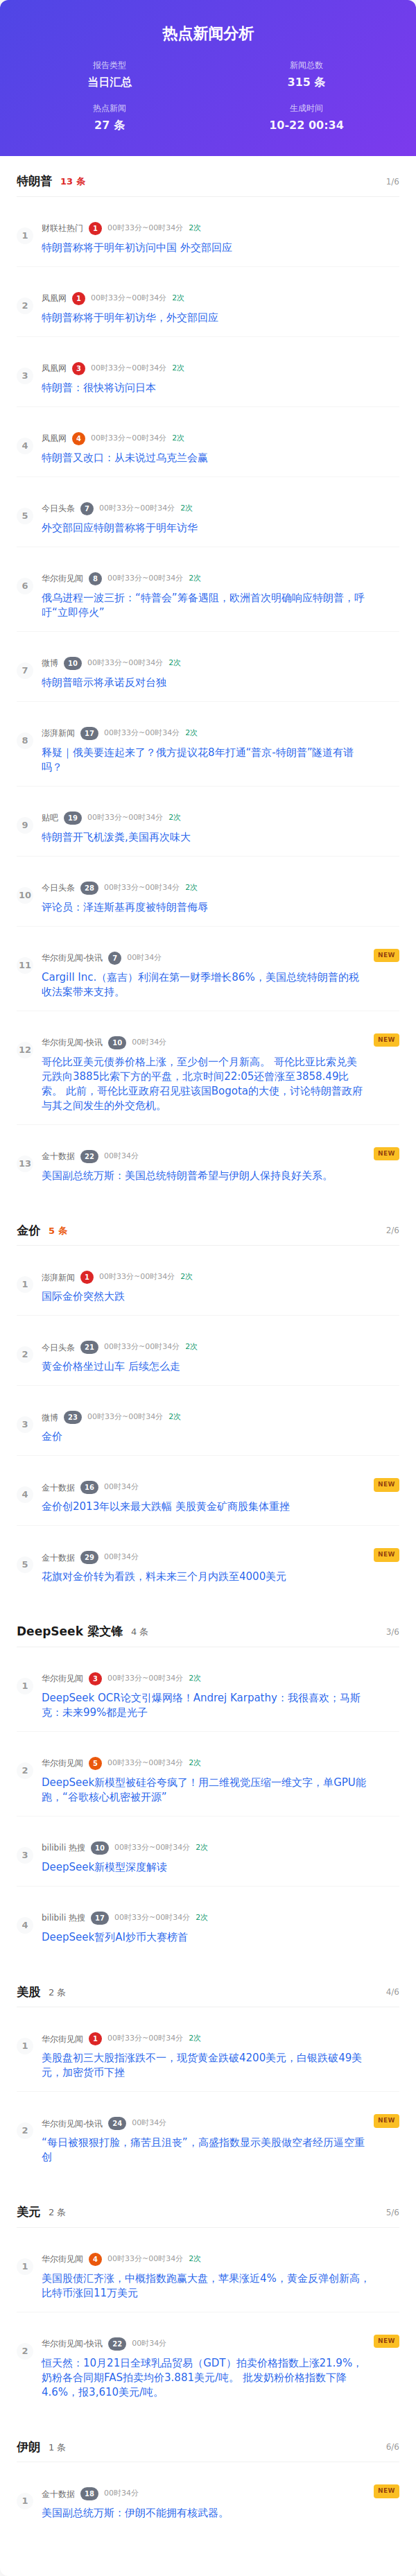 热点新闻分析
报告类型
当日汇总
新闻总数
315 条
热点新闻
27 条
生成时间
10-22 00:34
特朗普 13 条 1/6
1
财联社热门 1 00时33分~00时34分 2次
特朗普称将于明年初访问中国 外交部回应
2
凤凰网 1 00时33分~00时34分 2次
特朗普称将于明年初访华，外交部回应
3
凤凰网 3 00时33分~00时34分 2次
特朗普：很快将访问日本
4
凤凰网 4 00时33分~00时34分 2次
特朗普又改口：从未说过乌克兰会赢
5
今日头条 7 00时33分~00时34分 2次
外交部回应特朗普称将于明年访华
6
华尔街见闻 8 00时33分~00时34分 2次
俄乌进程一波三折：“特普会”筹备遇阻，欧洲首次明确响应特朗普，呼
吁“立即停火”
7
微博 10 00时33分~00时34分 2次
特朗普暗示将承诺反对台独
8
澎湃新闻 17 00时33分~00时34分 2次
释疑｜俄美要连起来了？俄方提议花8年打通“普京-特朗普”隧道有谱
吗？
9
贴吧 19 00时33分~00时34分 2次
特朗普开飞机泼粪,美国再次味大
10
今日头条 28 00时33分~00时34分 2次
评论员：泽连斯基再度被特朗普侮辱
11
华尔街见闻-快讯 7 00时34分 NEW
Cargill Inc.（嘉吉）利润在第一财季增长86%，美国总统特朗普的税
收法案带来支持。
12
华尔街见闻-快讯 10 00时34分 NEW
哥伦比亚美元债券价格上涨，至少创一个月新高。 哥伦比亚比索兑美
元跌向3885比索下方的平盘，北京时间22:05还曾涨至3858.49比
索。 此前，哥伦比亚政府召见驻该国Bogota的大使，讨论特朗普政府
与其之间发生的外交危机。
13
金十数据 22 00时34分 NEW
美国副总统万斯：美国总统特朗普希望与伊朗人保持良好关系。
金价 5 条 2/6
1
澎湃新闻 1 00时33分~00时34分 2次
国际金价突然大跌
2
今日头条 21 00时33分~00时34分 2次
黄金价格坐过山车 后续怎么走
3
微博 23 00时33分~00时34分 2次
金价
4
金十数据 16 00时34分 NEW
金价创2013年以来最大跌幅 美股黄金矿商股集体重挫
5
金十数据 29 00时34分 NEW
花旗对金价转为看跌，料未来三个月内跌至4000美元
DeepSeek 梁文锋 4 条 3/6
1
华尔街见闻 3 00时33分~00时34分 2次
DeepSeek OCR论文引爆网络！Andrej Karpathy：我很喜欢；马斯
克：未来99%都是光子
2
华尔街见闻 5 00时33分~00时34分 2次
DeepSeek新模型被硅谷夸疯了！用二维视觉压缩一维文字，单GPU能
跑，“谷歌核心机密被开源”
3
bilibili 热搜 10 00时33分~00时34分 2次
DeepSeek新模型深度解读
4
bilibili 热搜 17 00时33分~00时34分 2次
DeepSeek暂列AI炒币大赛榜首
美股 2 条 4/6
1
华尔街见闻 1 00时33分~00时34分 2次
美股盘初三大股指涨跌不一，现货黄金跌破4200美元，白银跌破49美
元，加密货币下挫
2
华尔街见闻-快讯 24 00时34分 NEW
“每日被狠狠打脸，痛苦且沮丧”，高盛指数显示美股做空者经历逼空重
创
美元 2 条 5/6
1
华尔街见闻 4 00时33分~00时34分 2次
美国股债汇齐涨，中概指数跑赢大盘，苹果涨近4%，黄金反弹创新高，
比特币涨回11万美元
2
华尔街见闻-快讯 22 00时34分 NEW
恒天然：10月21日全球乳品贸易（GDT）拍卖价格指数上涨21.9%，
奶粉各合同期FAS拍卖均价3.881美元/吨。 批发奶粉价格指数下降
4.6%，报3,610美元/吨。
伊朗 1 条 6/6
1
金十数据 18 00时34分 NEW
美国副总统万斯：伊朗不能拥有核武器。